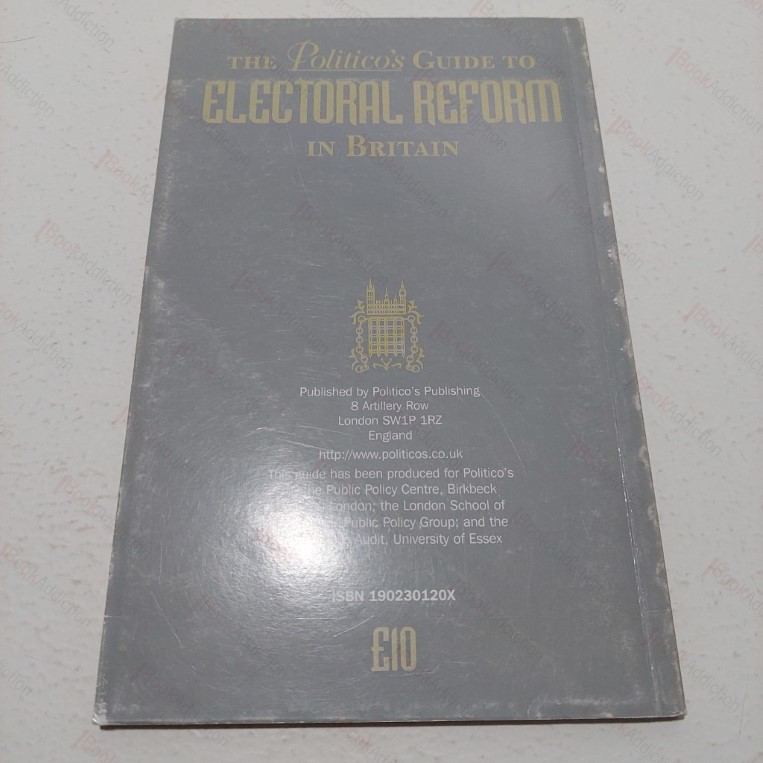 THE Politico's GUIDE TO
ELECTORAL REFORM
IN BRITAIN
Published by Politico's Publishing
8 Artillery Row
London SW1P 1RZ
England
http://www.politicos.co.uk
This guide has been produced for Politico's
Public Policy Centre, Birkbeck
London; the London School of
Public Policy Group; and the
Audit, University of Essex
ISBN 190230120X
£10
BookAddiction